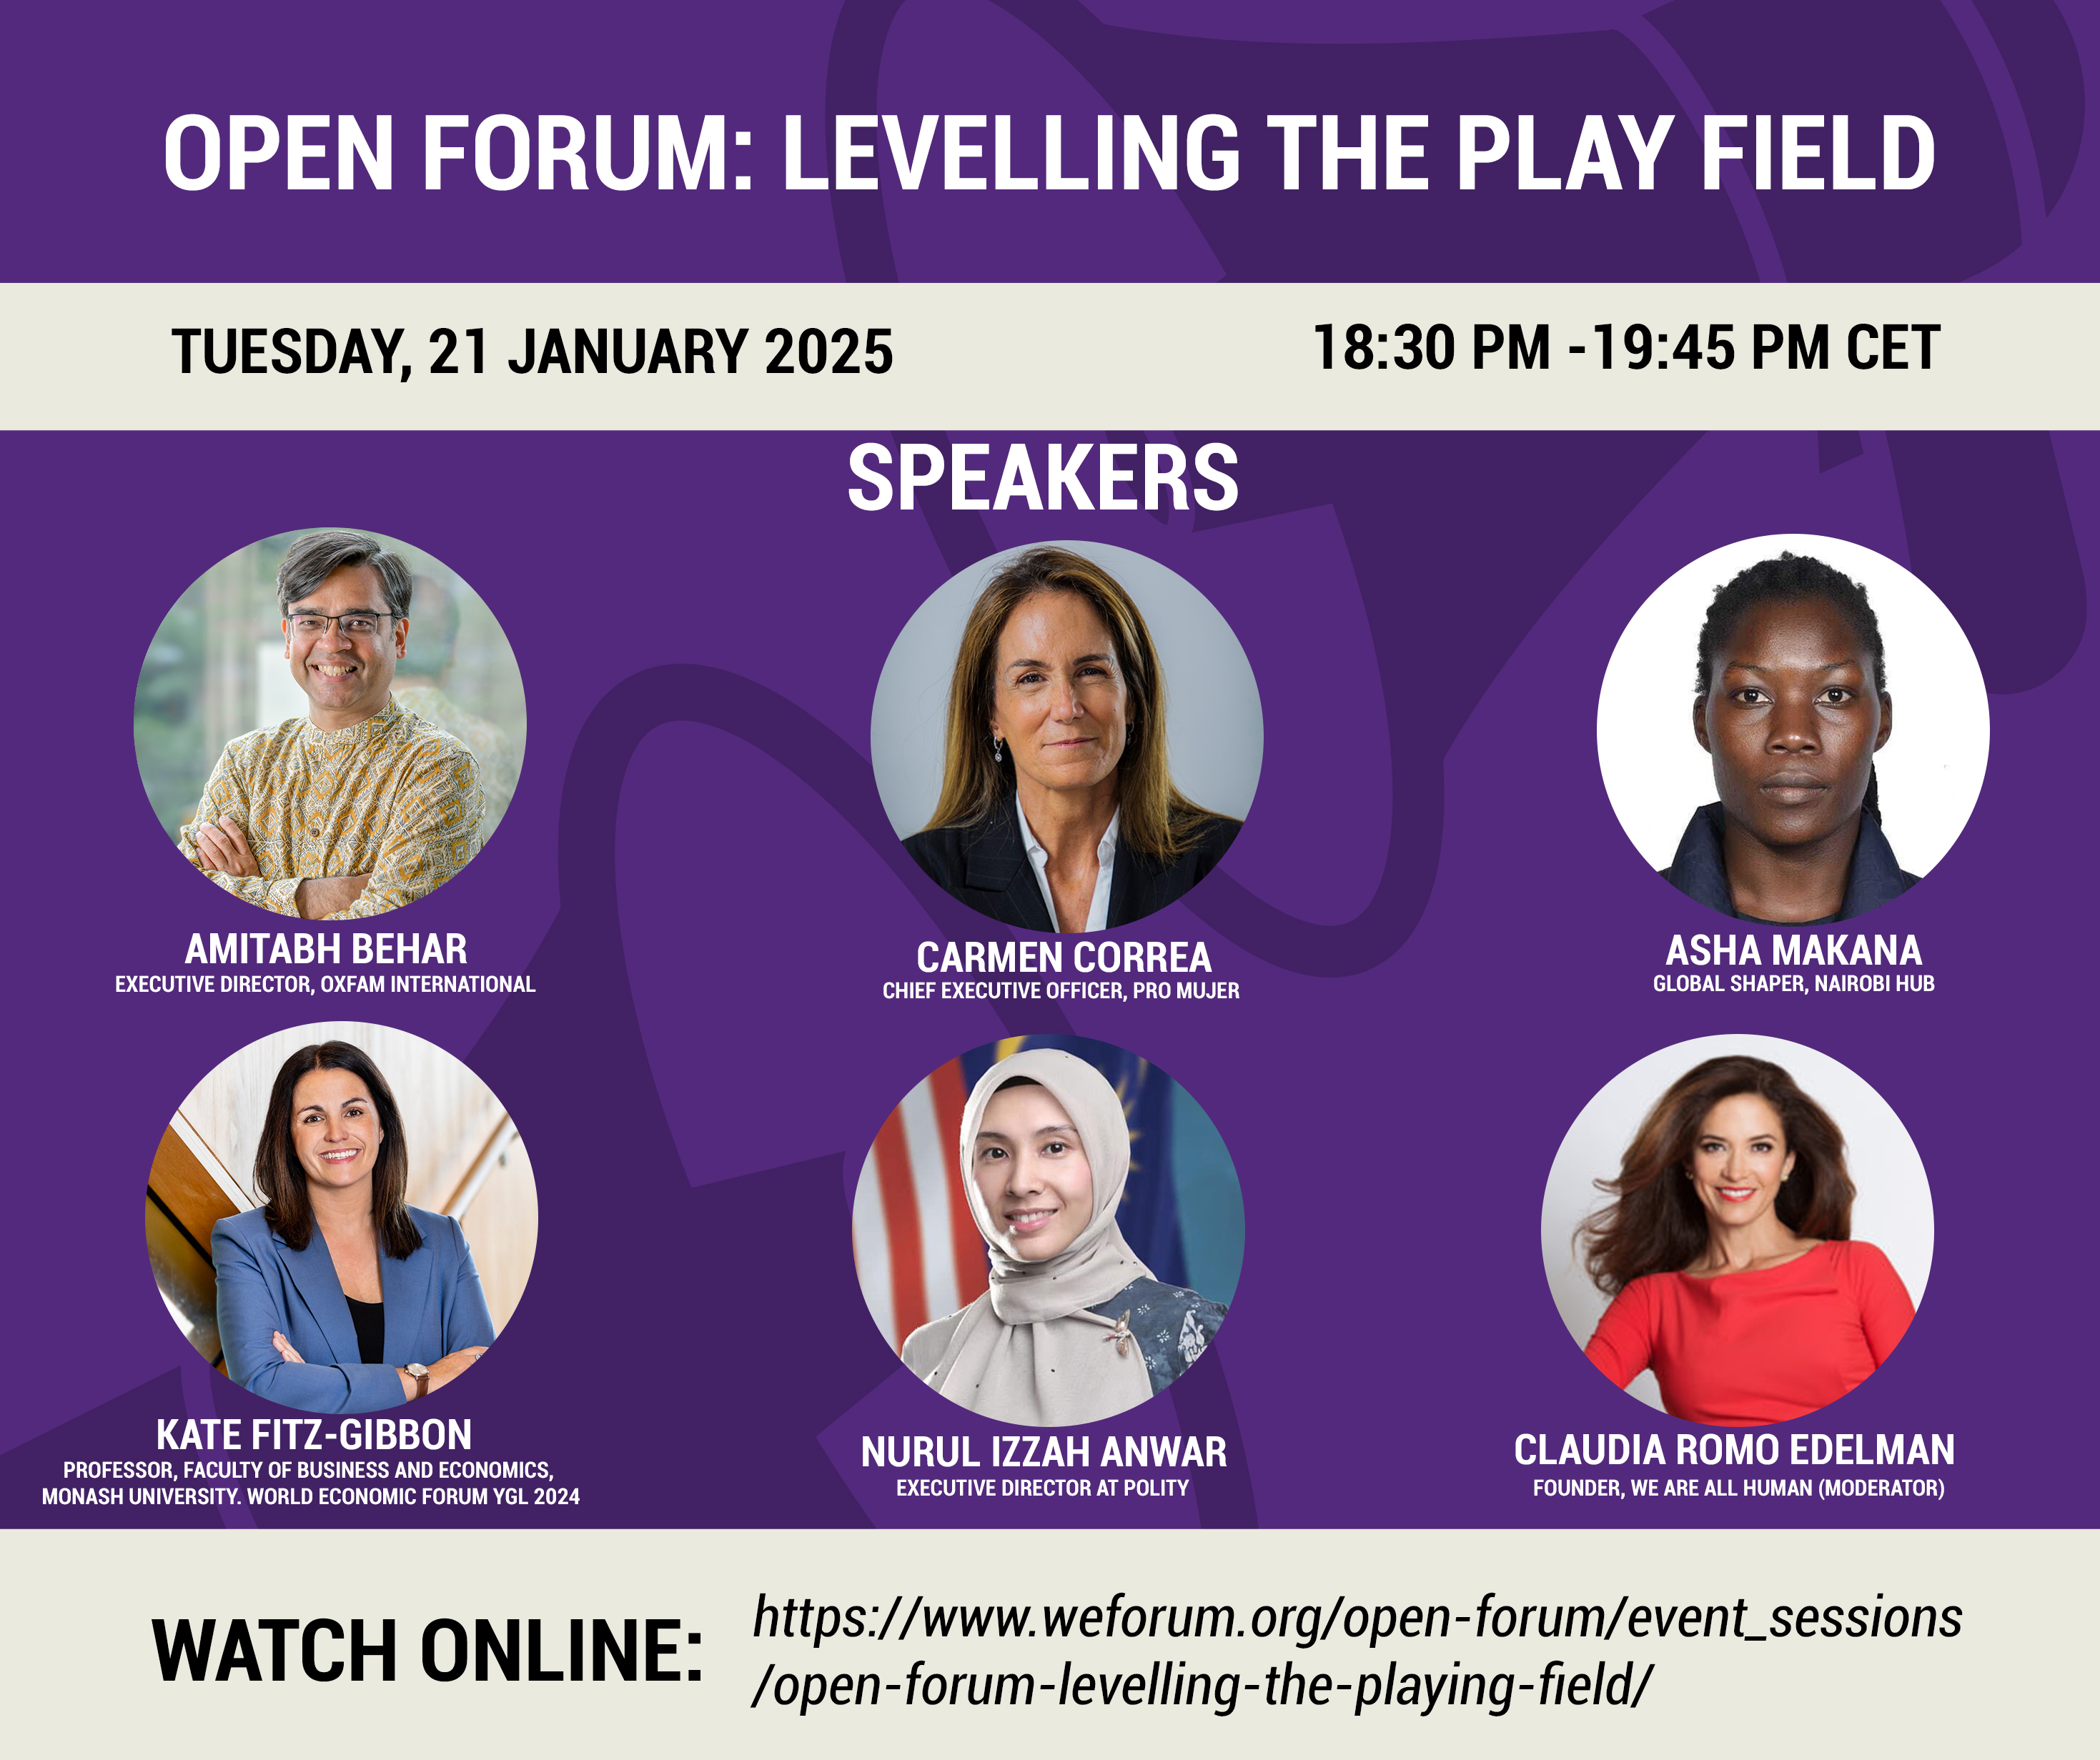 OPEN FORUM: LEVELLING THE PLAY FIELD
TUESDAY, 21 JANUARY 2025
18:30 PM -19:45 PM CET
SPEAKERS
AMITABH BEHAR
EXECUTIVE DIRECTOR, OXFAM INTERNATIONAL
CARMEN CORREA
CHIEF EXECUTIVE OFFICER, PRO MUJER
ASHA MAKANA
GLOBAL SHAPER, NAIROBI HUB
KATE FITZ-GIBBON
PROFESSOR, FACULTY OF BUSINESS AND ECONOMICS,
MONASH UNIVERSITY. WORLD ECONOMIC FORUM YGL 2024
NURUL IZZAH ANWAR
EXECUTIVE DIRECTOR AT POLITY
CLAUDIA ROMO EDELMAN
FOUNDER, WE ARE ALL HUMAN (MODERATOR)
WATCH ONLINE:
https://www.weforum.org/open-forum/event_sessions
/open-forum-levelling-the-playing-field/